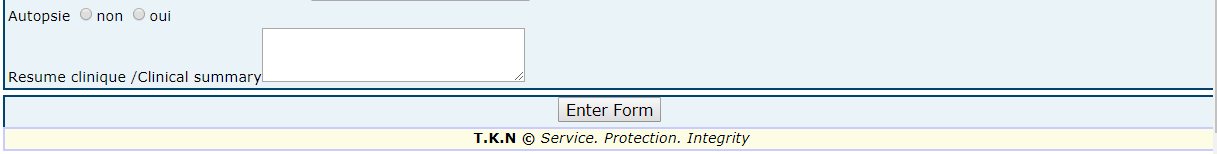 Autopsie non oui
Resume clinique /Clinical summary
Enter Form
T.K.N © Service. Protection. Integrity